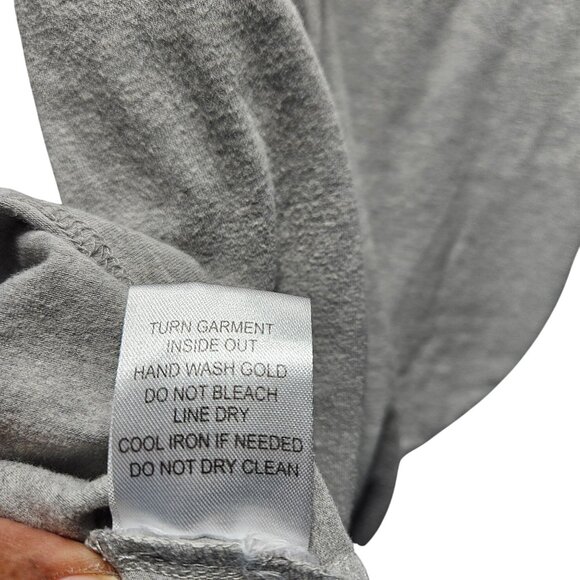 TURN GARMENT
INSIDE OUT
HAND WASH GOLD
DO NOT BLEACH
LINE DRY
COOL IRON IF NEEDED
DO NOT DRY CLEAN